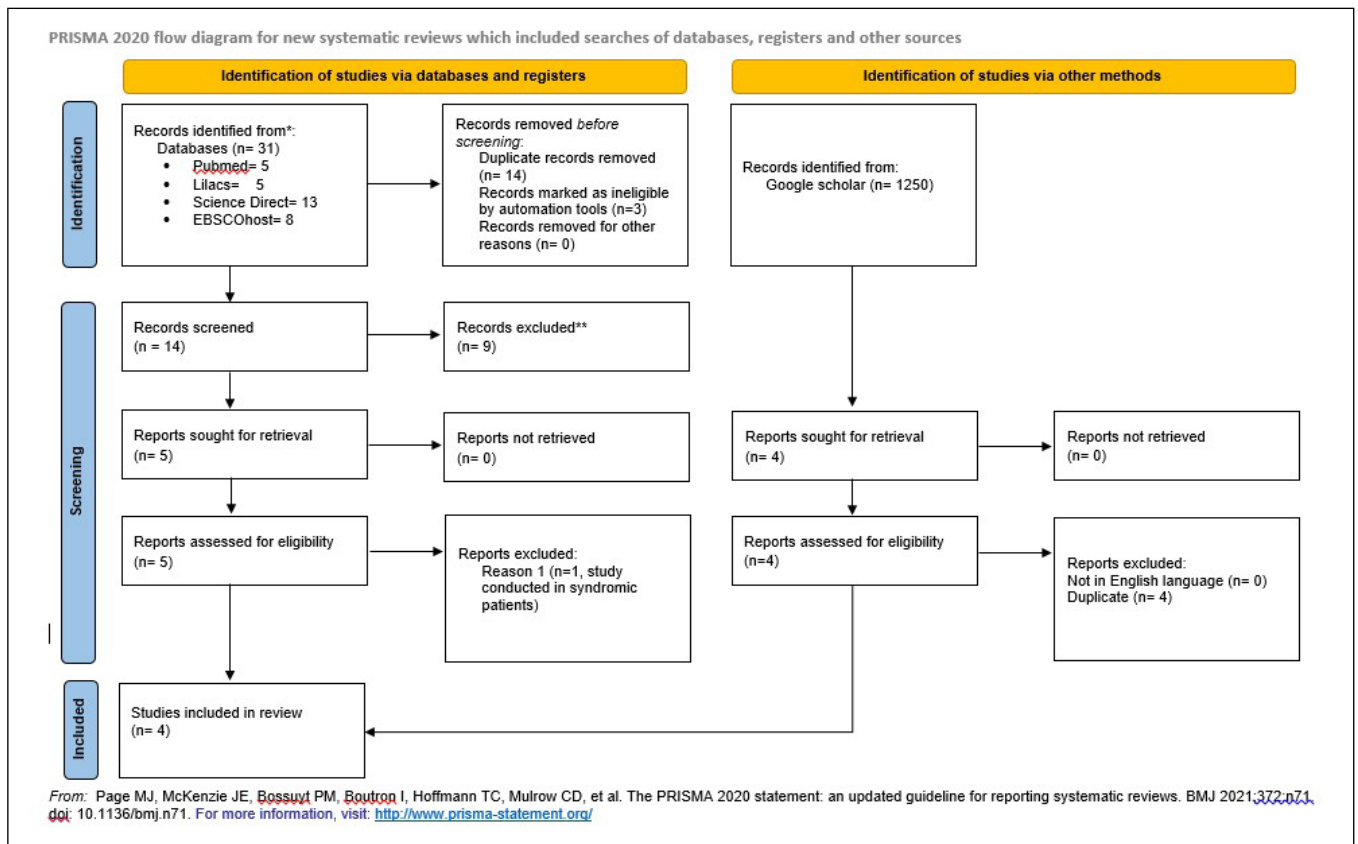 PRISMA 2020 flow diagram for new systematic reviews which included searches of databases, registers and other sources
Identification of studies via databases and registers
Identification of studies via other methods
Identification
Records identified from*:
Databases (n= 31)
• Pubmed= 5
• Lilacs= 5
• Science Direct= 13
• EBSCOhost= 8
Records removed before
screening:
Duplicate records removed
(n= 14)
Records marked as ineligible
by automation tools (n=3)
Records removed for other
reasons (n= 0)
Records identified from:
Google scholar (n= 1250)
Screening
Records screened
(n = 14)
Records excluded**
(n= 9)
Reports sought for retrieval
(n= 5)
Reports not retrieved
(n= 0)
Reports sought for retrieval
(n=4)
Reports not retrieved
(n= 0)
Reports assessed for eligibility
(n= 5)
Reports excluded:
Reason 1 (n=1, study
conducted in syndromic
patients)
Reports assessed for eligibility
(n=4)
Reports excluded:
Not in English language (n= 0)
Duplicate (n= 4)
Included
Studies included in review
(n= 4)
From: Page MJ, McKenzie JE, Bossuyt PM, Boutron I, Hoffmann TC, Mulrow CD, et al. The PRISMA 2020 statement: an updated guideline for reporting systematic reviews. BMJ 2021;372:n71.
doi: 10.1136/bmj.n71. For more information, visit: http://www.prisma-statement.org/